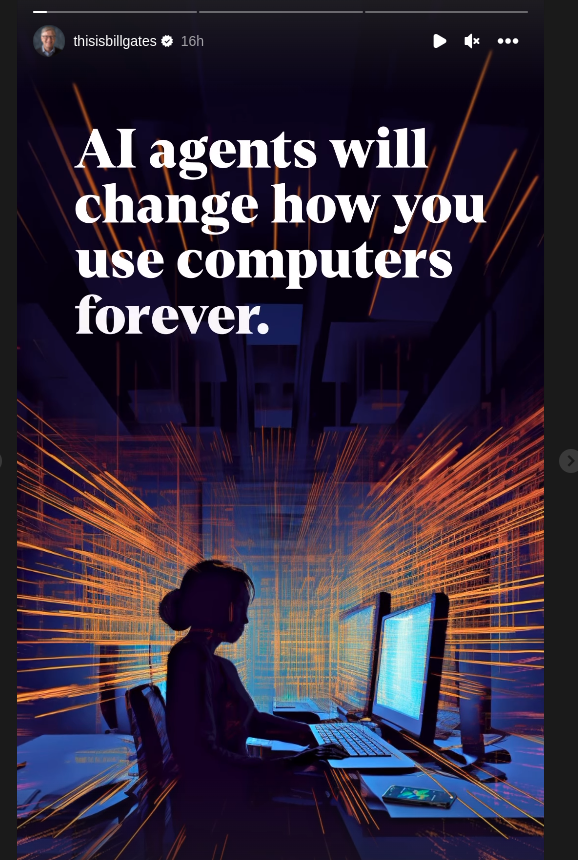 thisisbillgates 16h
AI agents will
change how you
use computers
forever.